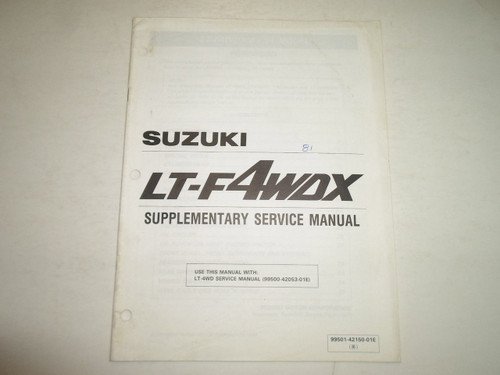 SUZUKI
81
LT-F4WDX
SUPPLEMENTARY SERVICE MANUAL
USE THIS MANUAL WITH:
LT-4WD SERVICE MANUAL (99500-42053-01E)
99501-42150-01E